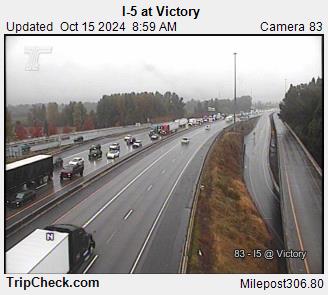 I-5 at Victory
Updated Oct 15 2024 8:59 AM Camera 83
N
83 - I5 @ Victory
TripCheck.com Milepost306.80